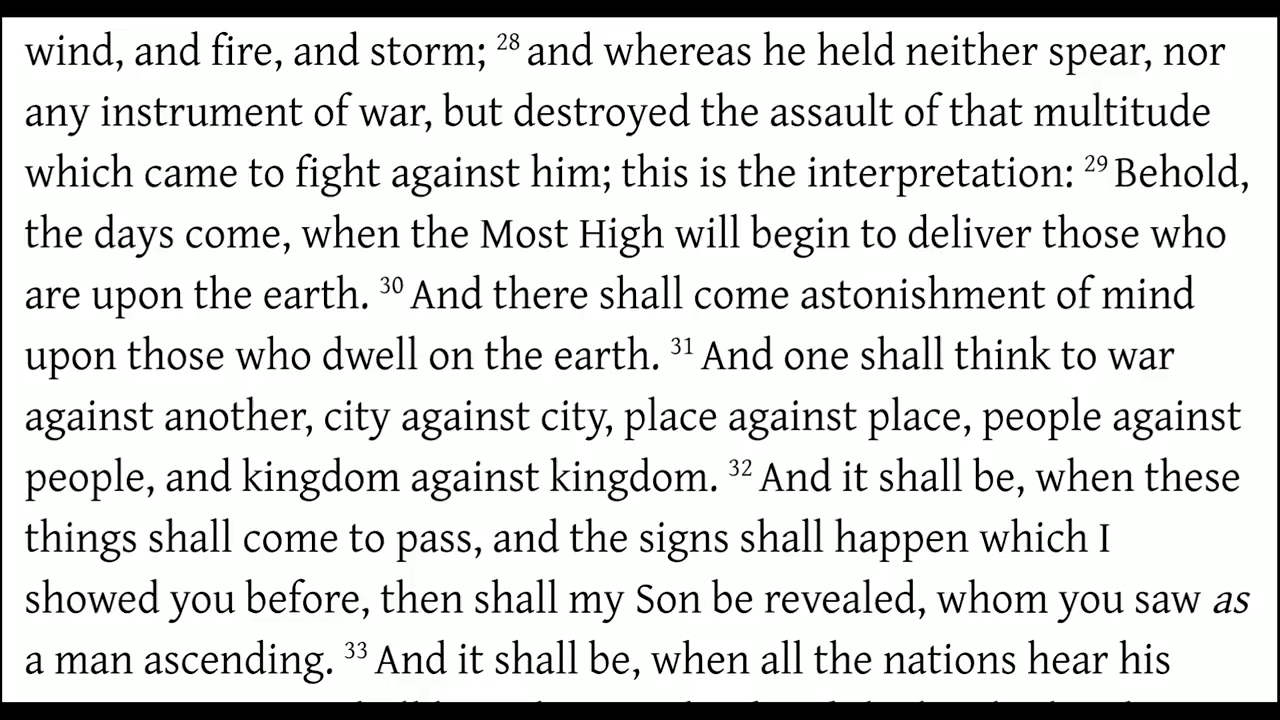 wind, and fire, and storm; 28 and whereas he held neither spear, nor
any instrument of war, but destroyed the assault of that multitude
which came to fight against him; this is the interpretation: 29 Behold,
the days come, when the Most High will begin to deliver those who
are upon the earth. 30 And there shall come astonishment of mind
upon those who dwell on the earth. 31 And one shall think to war
against another, city against city, place against place, people against
people, and kingdom against kingdom. 32 And it shall be, when these
things shall come to pass, and the signs shall happen which I
showed you before, then shall my Son be revealed, whom you saw as
a man ascending. 33 And it shall be, when all the nations hear his